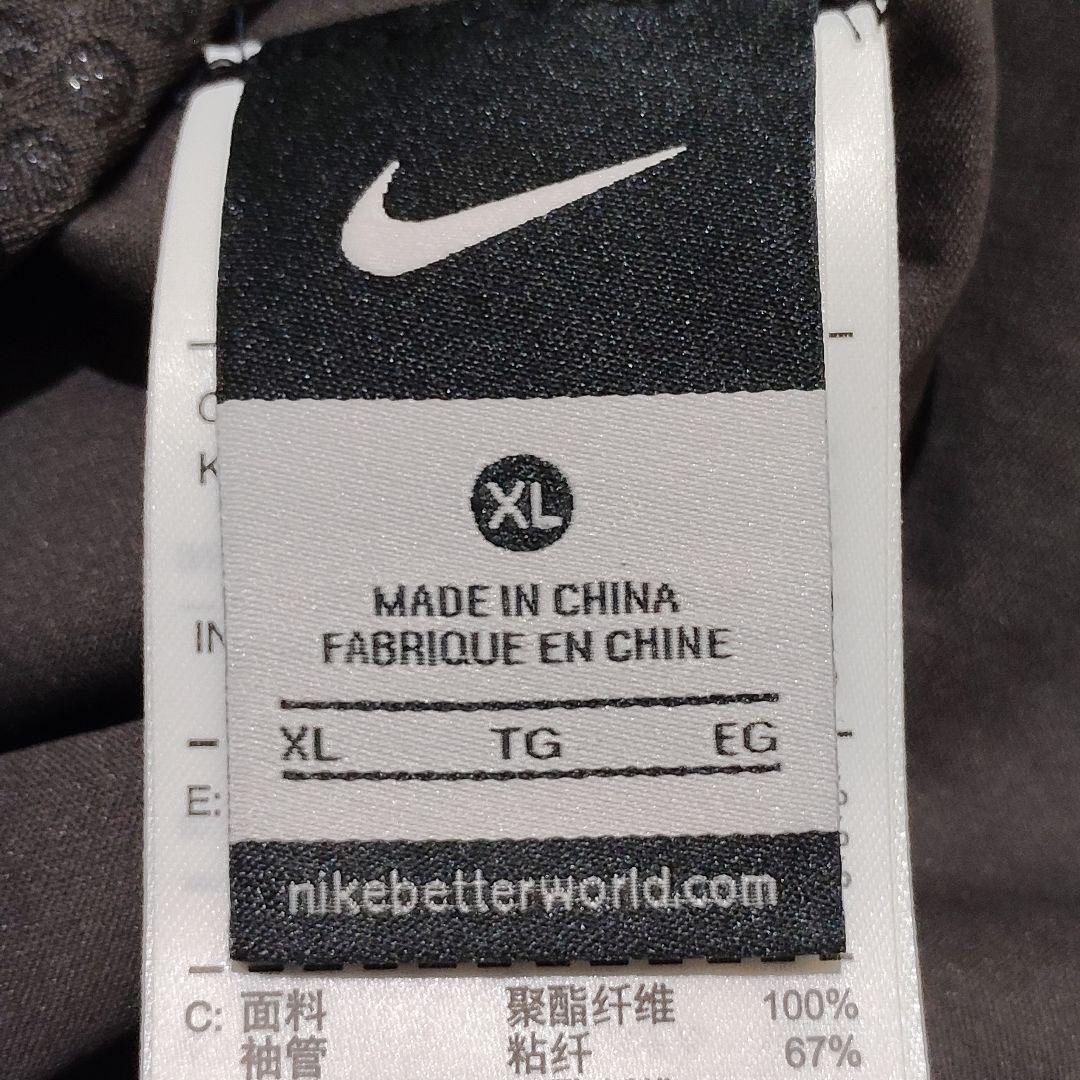 XL
MADE IN CHINA
FABRIQUE EN CHINE
XL TG EG
nikebetterworld.com
K
IN
E:
C: 面料 聚酯纤维 100%
袖管 粘纤 67%